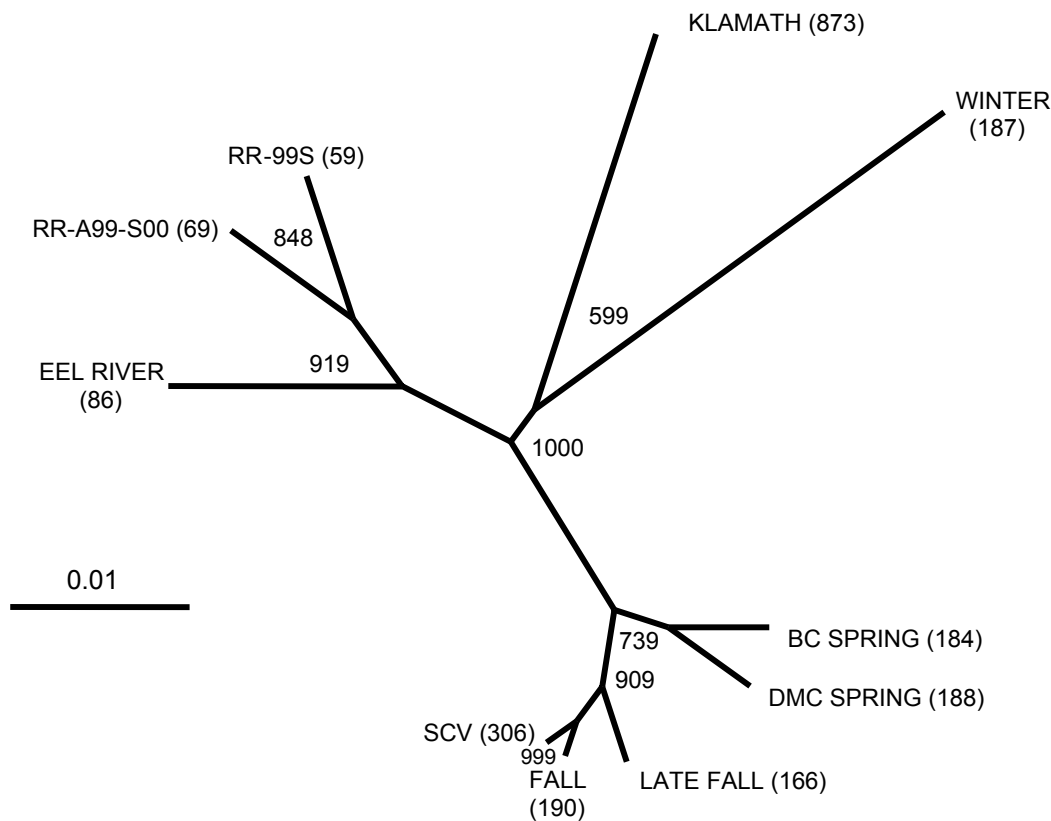 KLAMATH (873)
WINTER
(187)
RR-99S (59)
RR-A99-S00 (69)
848
599
919
EEL RIVER
(86)
1000
0.01
739
BC SPRING (184)
909
DMC SPRING (188)
SCV (306)
999
FALL
(190)
LATE FALL (166)